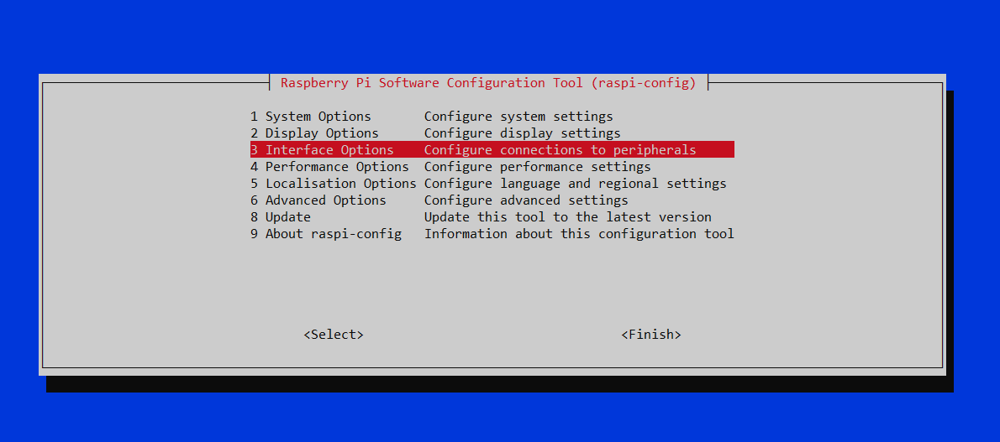 Raspberry Pi Software Configuration Tool (raspi-config)
1 System Options Configure system settings
2 Display Options Configure display settings
3 Interface Options Configure connections to peripherals
4 Performance Options Configure performance settings
5 Localisation Options Configure language and regional settings
6 Advanced Options Configure advanced settings
8 Update Update this tool to the latest version
9 About raspi-config Information about this configuration tool
<Select> <Finish>